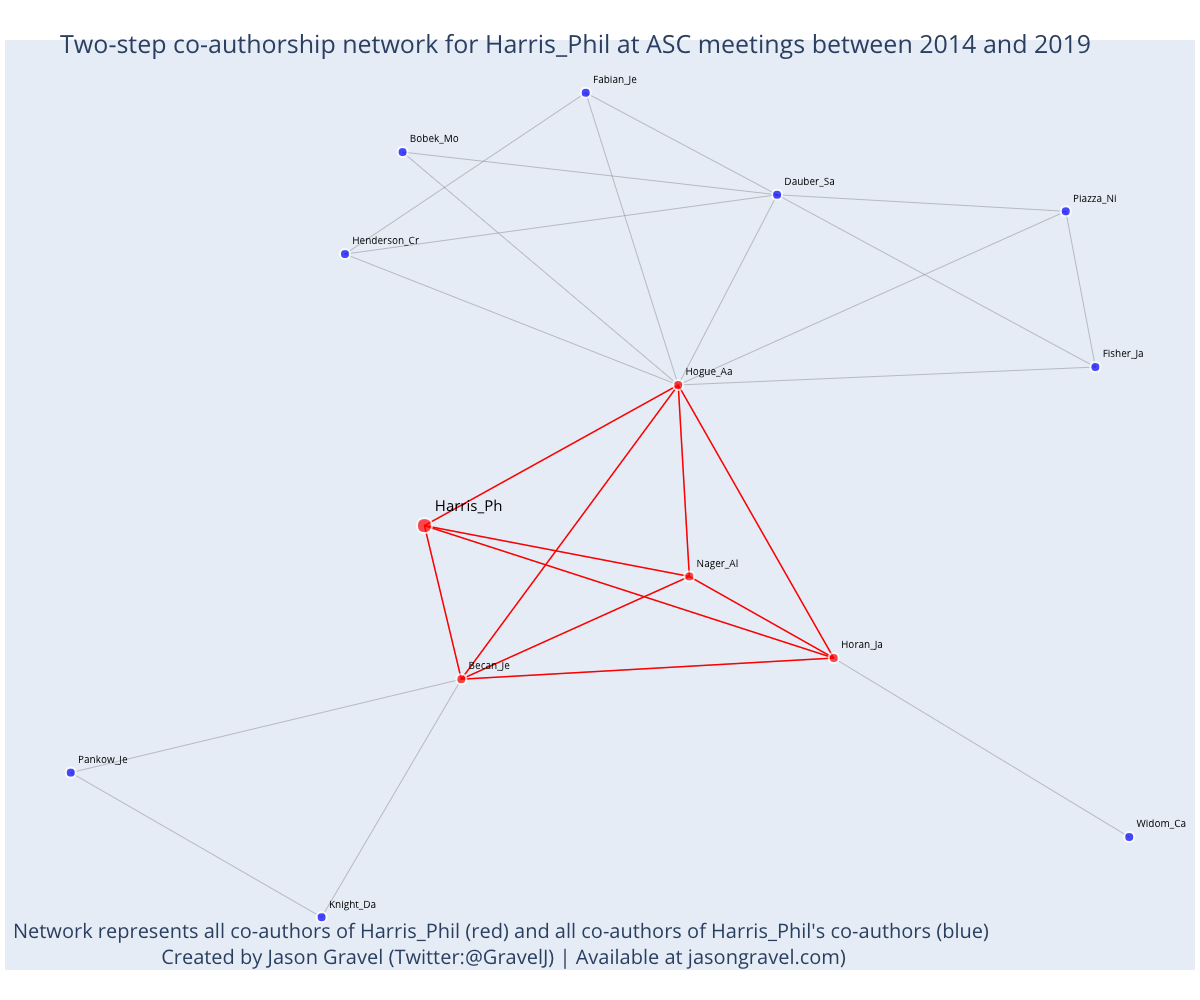 Two-step co-authorship network for Harris_Phil at ASC meetings between 2014 and 2019
Fabian_Je
Bobek_Mo
Dauber_Sa
Piazza_Ni
Henderson_Cr
Fisher_Ja
Hogue_Aa
Harris_Ph
Nager_Al
Horan_Ja
Becan_Je
Pankow_Je
Widom_Ca
Knight_Da
Network represents all co-authors of Harris_Phil (red) and all co-authors of Harris_Phil's co-authors (blue)
Created by Jason Gravel (Twitter:@GravelJ) | Available at jasongravel.com)